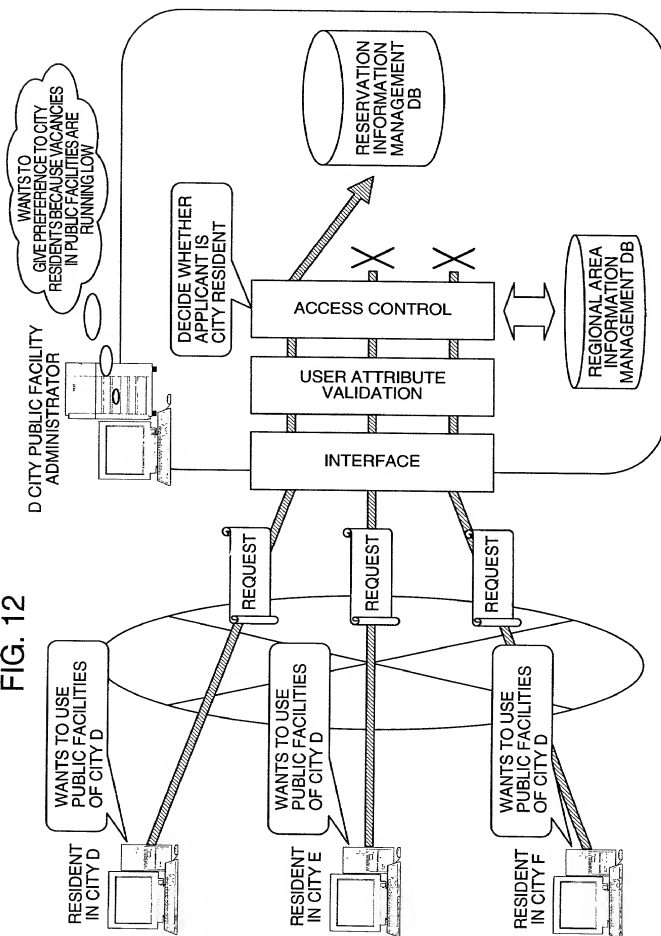 FIG. 12
D CITY PUBLIC FACILITY
ADMINISTRATOR
WANTS TO
GIVE PREFERENCE TO CITY
RESIDENTS BECAUSE VACANCIES
IN PUBLIC FACILITIES ARE
RUNNING LOW
RESIDENT
IN CITY D
WANTS TO USE
PUBLIC FACILITIES
OF CITY D
REQUEST
RESIDENT
IN CITY E
WANTS TO USE
PUBLIC FACILITIES
OF CITY D
REQUEST
RESIDENT
IN CITY F
WANTS TO USE
PUBLIC FACILITIES
OF CITY D
REQUEST
INTERFACE
USER ATTRIBUTE
VALIDATION
ACCESS CONTROL
DECIDE WHETHER
APPLICANT IS
CITY RESIDENT
RESERVATION
INFORMATION
MANAGEMENT
DB
REGIONAL AREA
INFORMATION
MANAGEMENT DB